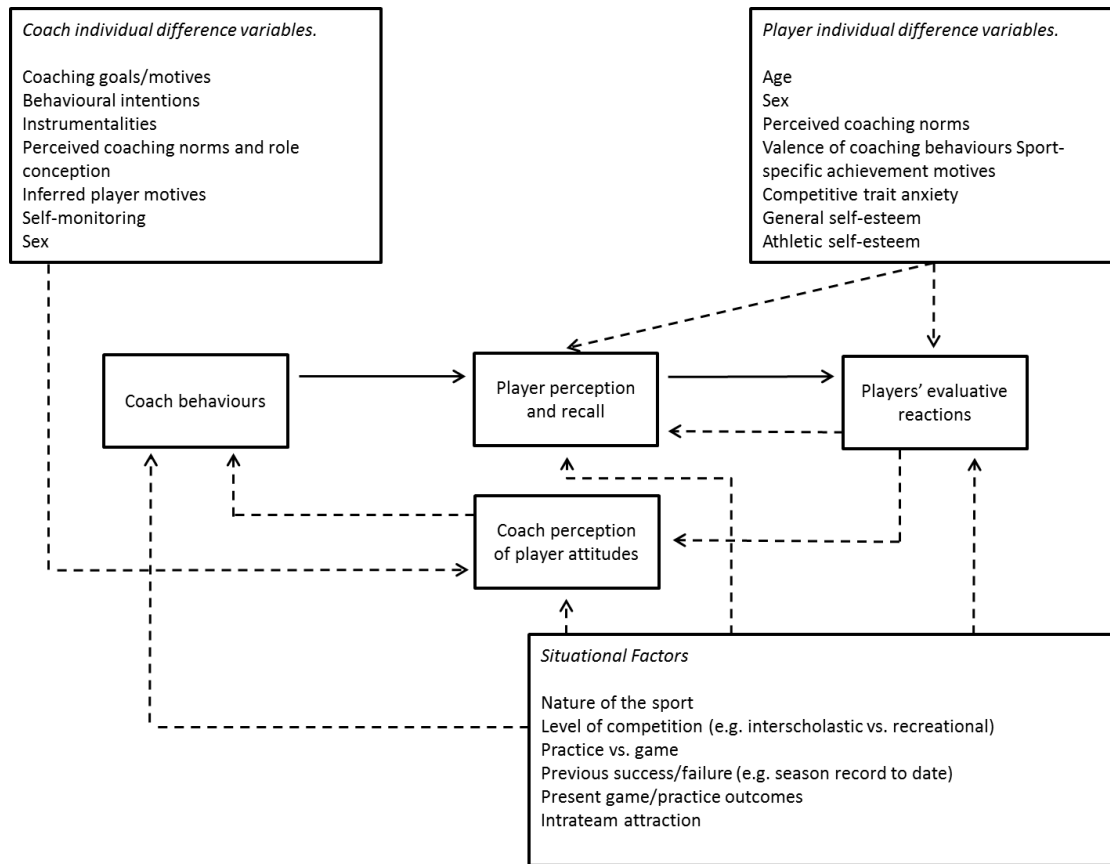 Coach individual difference variables.
Coaching goals/motives
Behavioural intentions
Instrumentalities
Perceived coaching norms and role
conception
Inferred player motives
Self-monitoring
Sex
Player individual difference variables.
Age
Sex
Perceived coaching norms
Valence of coaching behaviours Sport-
specific achievement motives
Competitive trait anxiety
General self-esteem
Athletic self-esteem
Coach behaviours
Player perception
and recall
Players’ evaluative
reactions
Coach perception
of player attitudes
Situational Factors
Nature of the sport
Level of competition (e.g. interscholastic vs. recreational)
Practice vs. game
Previous success/failure (e.g. season record to date)
Present game/practice outcomes
Intrateam attraction